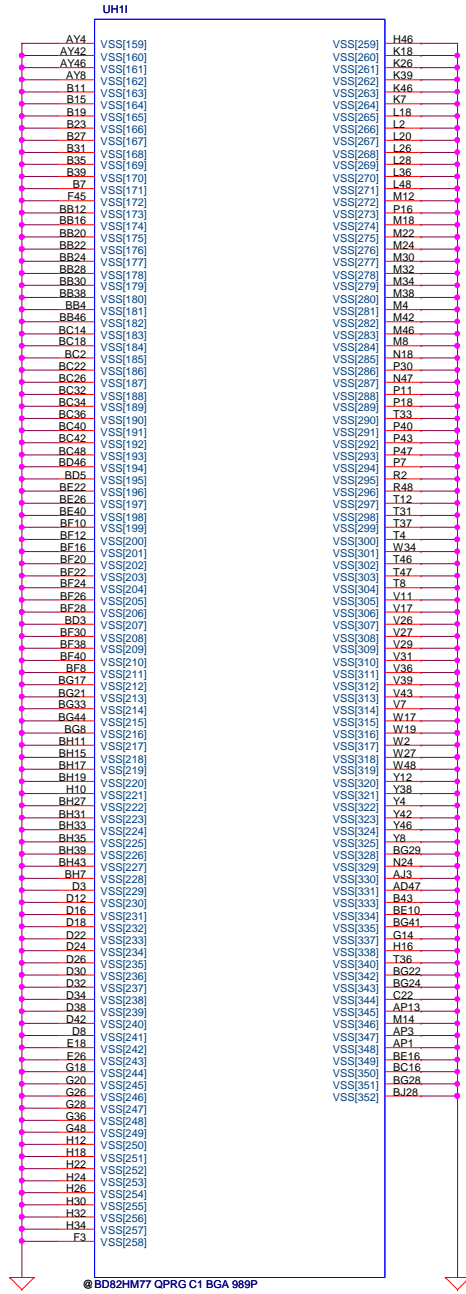 UH1I
AY4 VSS[159] VSS[259] H46
AY42 VSS[160] VSS[260] K18
AY46 VSS[161] VSS[261] K26
AY8 VSS[162] VSS[262] K39
B11 VSS[163] VSS[263] K46
B15 VSS[164] VSS[264] K7
B19 VSS[165] VSS[265] L18
B23 VSS[166] VSS[266] L2
B27 VSS[167] VSS[267] L20
B31 VSS[168] VSS[268] L26
B35 VSS[169] VSS[269] L28
B39 VSS[170] VSS[270] L36
B7 VSS[171] VSS[271] L48
F45 VSS[172] VSS[272] M12
BB12 VSS[173] VSS[273] P16
BB16 VSS[174] VSS[274] M18
BB20 VSS[175] VSS[275] M22
BB22 VSS[176] VSS[276] M24
BB24 VSS[177] VSS[277] M30
BB28 VSS[178] VSS[278] M32
BB30 VSS[179] VSS[279] M34
BB38 VSS[180] VSS[280] M38
BB4 VSS[181] VSS[281] M4
BB46 VSS[182] VSS[282] M42
BC14 VSS[183] VSS[283] M46
BC18 VSS[184] VSS[284] M8
BC2 VSS[185] VSS[285] N18
BC22 VSS[186] VSS[286] P30
BC26 VSS[187] VSS[287] N47
BC32 VSS[188] VSS[288] P11
BC34 VSS[189] VSS[289] P18
BC36 VSS[190] VSS[290] T33
BC40 VSS[191] VSS[291] P40
BC42 VSS[192] VSS[292] P43
BC48 VSS[193] VSS[293] P47
BD46 VSS[194] VSS[294] P7
BD5 VSS[195] VSS[295] R2
BE22 VSS[196] VSS[296] R48
BE26 VSS[197] VSS[297] T12
BE40 VSS[198] VSS[298] T31
BF10 VSS[199] VSS[299] T37
BF12 VSS[200] VSS[300] T4
BF16 VSS[201] VSS[301] W34
BF20 VSS[202] VSS[302] T46
BF22 VSS[203] VSS[303] T47
BF24 VSS[204] VSS[304] T8
BF26 VSS[205] VSS[305] V11
BF28 VSS[206] VSS[306] V17
BD3 VSS[207] VSS[307] V26
BF30 VSS[208] VSS[308] V27
BF38 VSS[209] VSS[309] V29
BF40 VSS[210] VSS[310] V31
BF8 VSS[211] VSS[311] V36
BG17 VSS[212] VSS[312] V39
BG21 VSS[213] VSS[313] V43
BG33 VSS[214] VSS[314] V7
BG44 VSS[215] VSS[315] W17
BG8 VSS[216] VSS[316] W19
BH11 VSS[217] VSS[317] W2
BH15 VSS[218] VSS[318] W27
BH17 VSS[219] VSS[319] W48
BH19 VSS[220] VSS[320] Y12
H10 VSS[221] VSS[321] Y38
BH27 VSS[222] VSS[322] Y4
BH31 VSS[223] VSS[323] Y42
BH33 VSS[224] VSS[324] Y46
BH35 VSS[225] VSS[325] Y8
BH39 VSS[226] VSS[328] BG29
BH43 VSS[227] VSS[329] N24
BH7 VSS[228] VSS[330] AJ3
D3 VSS[229] VSS[331] AD47
D12 VSS[230] VSS[333] B43
D16 VSS[231] VSS[334] BE10
D18 VSS[232] VSS[335] BG41
D22 VSS[233] VSS[337] G14
D24 VSS[234] VSS[338] H16
D26 VSS[235] VSS[340] T36
D30 VSS[236] VSS[342] BG22
D32 VSS[237] VSS[343] BG24
D34 VSS[238] VSS[344] C22
D38 VSS[239] VSS[345] AP13
D42 VSS[240] VSS[346] M14
D8 VSS[241] VSS[347] AP3
E18 VSS[242] VSS[348] AP1
E26 VSS[243] VSS[349] BE16
G18 VSS[244] VSS[350] BC16
G20 VSS[245] VSS[351] BG28
G26 VSS[246] VSS[352] BJ28
G28 VSS[247]
G36 VSS[248]
G48 VSS[249]
H12 VSS[250]
H18 VSS[251]
H22 VSS[252]
H24 VSS[253]
H26 VSS[254]
H30 VSS[255]
H32 VSS[256]
H34 VSS[257]
F3 VSS[258]
@BD82HM77 QPRG C1 BGA 989P